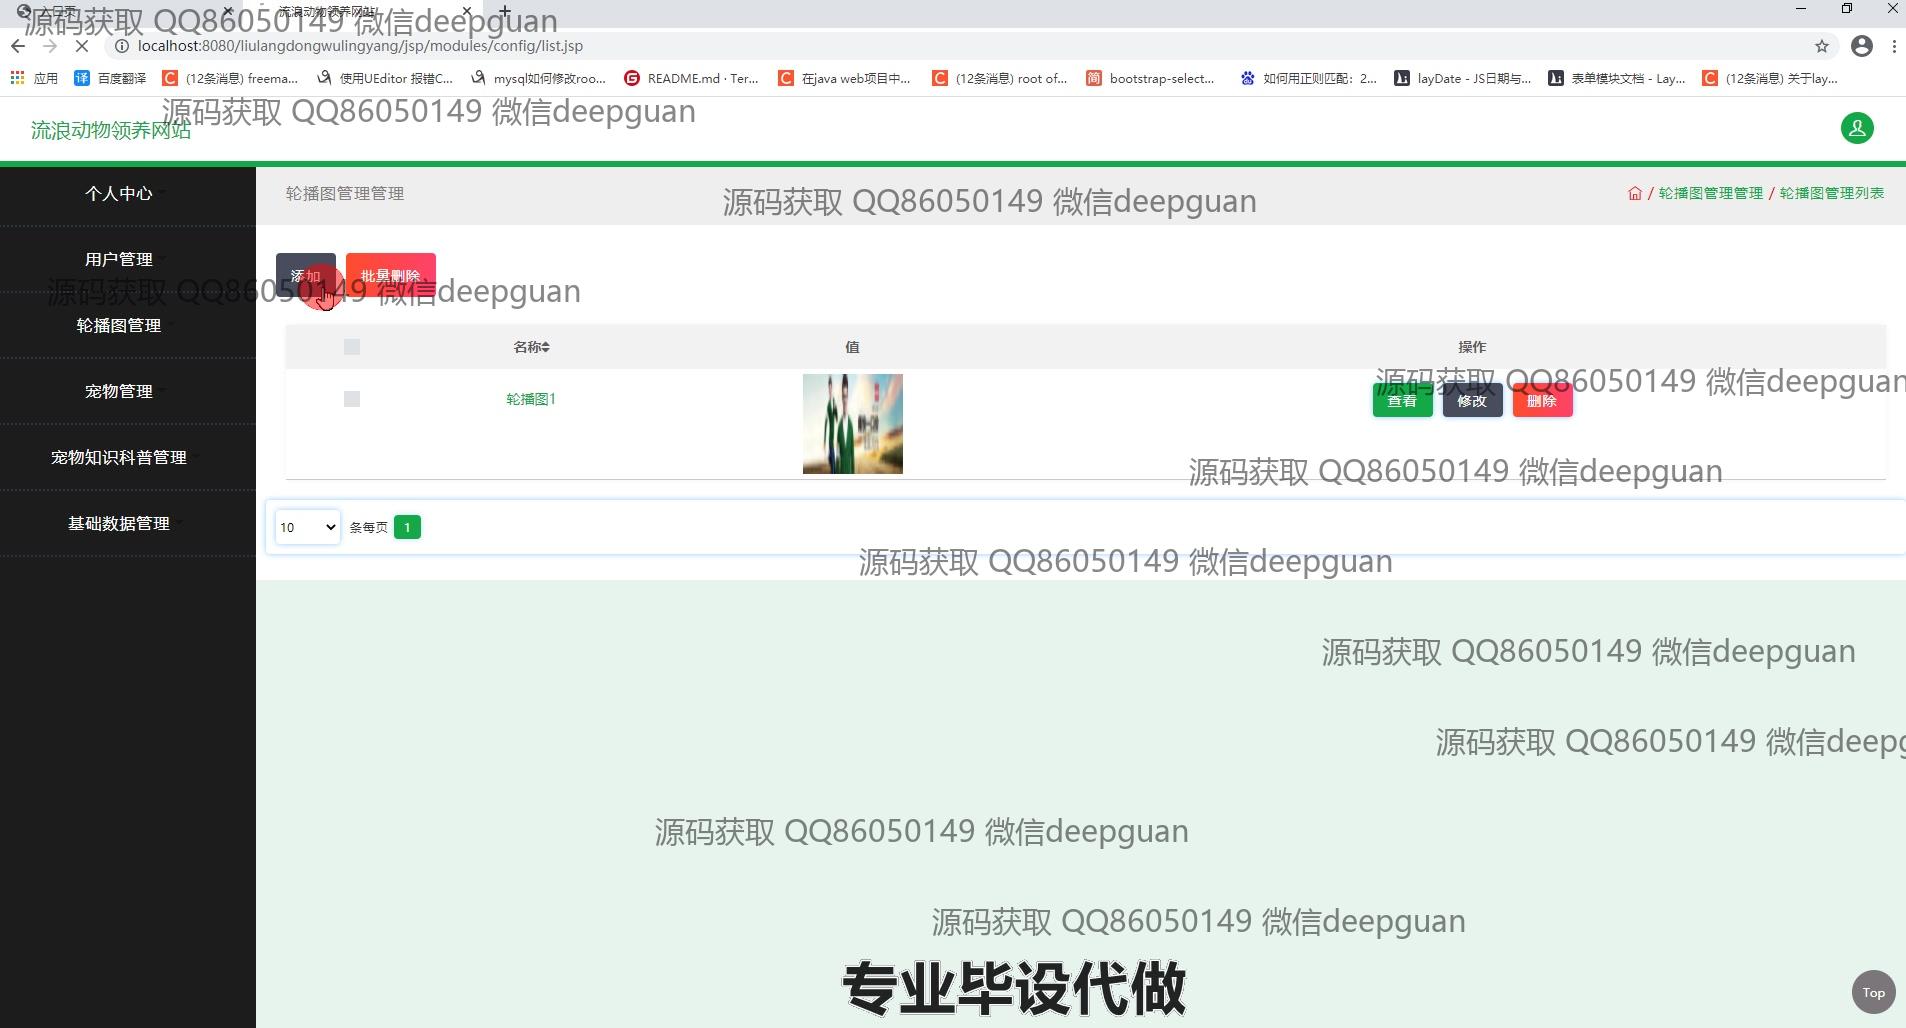 流浪动物领养网站
源码获取 QQ86050149 微信deepguan
localhost:8080/liulangdongwulingyang/jsp/modules/config/list.jsp
应用 百度翻译 (12条消息) freema... 使用UEditor 报错C... mysql如何修改roo... README.md · Ter... 在java web项目中... (12条消息) root of... bootstrap-select... 如何用正则匹配：2... layDate - JS日期与... 表单模块文档 - Lay... (12条消息) 关于lay...
源码获取 QQ86050149 微信deepguan
流浪动物领养网站
个人中心
轮播图管理管理
源码获取 QQ86050149 微信deepguan
/ 轮播图管理管理 / 轮播图管理列表
用户管理
添加 批量删除
源码获取 QQ86050149 微信deepguan
轮播图管理
名称 值 操作
宠物管理
轮播图1
源码获取 QQ86050149 微信deepguan
查看 修改 删除
宠物知识科普管理
源码获取 QQ86050149 微信deepguan
基础数据管理
10 条每页 1
源码获取 QQ86050149 微信deepguan
源码获取 QQ86050149 微信deepguan
源码获取 QQ86050149 微信deep
源码获取 QQ86050149 微信deepguan
源码获取 QQ86050149 微信deepguan
专业毕设代做
Top